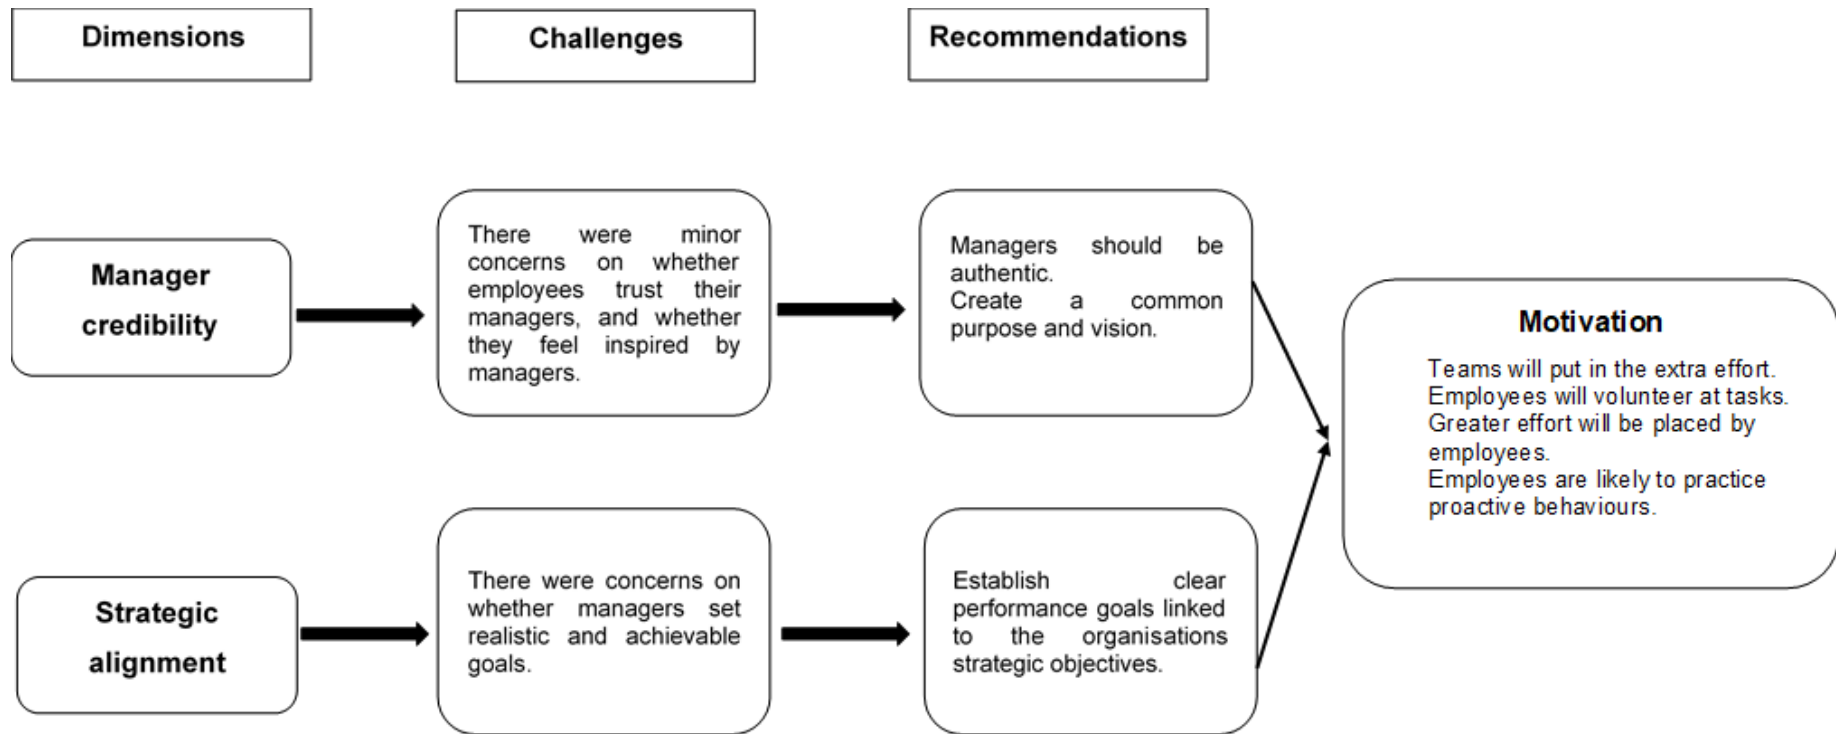 Dimensions
Challenges
Recommendations
Manager
credibility
There were minor
concerns on whether
employees trust their
managers, and whether
they feel inspired by
managers.
Managers should be
authentic.
Create a common
purpose and vision.
Motivation
Teams will put in the extra effort.
Employees will volunteer at tasks.
Greater effort will be placed by
employees.
Employees are likely to practice
proactive behaviours.
Strategic
alignment
There were concerns on
whether managers set
realistic and achievable
goals.
Establish clear
performance goals linked
to the organisations
strategic objectives.